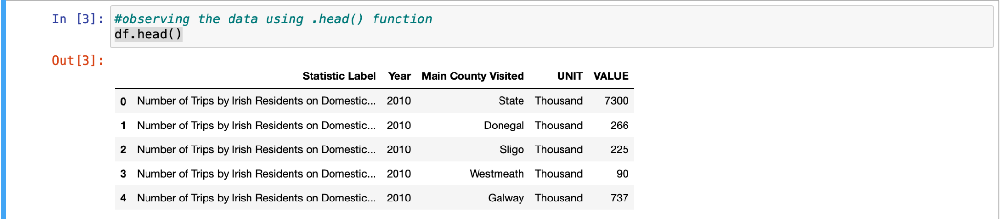 In [3]: #observing the data using .head() function
df.head()
Out[3]:
Statistic Label Year Main County Visited UNIT VALUE
0 Number of Trips by Irish Residents on Domestic... 2010 State Thousand 7300
1 Number of Trips by Irish Residents on Domestic... 2010 Donegal Thousand 266
2 Number of Trips by Irish Residents on Domestic... 2010 Sligo Thousand 225
3 Number of Trips by Irish Residents on Domestic... 2010 Westmeath Thousand 90
4 Number of Trips by Irish Residents on Domestic... 2010 Galway Thousand 737